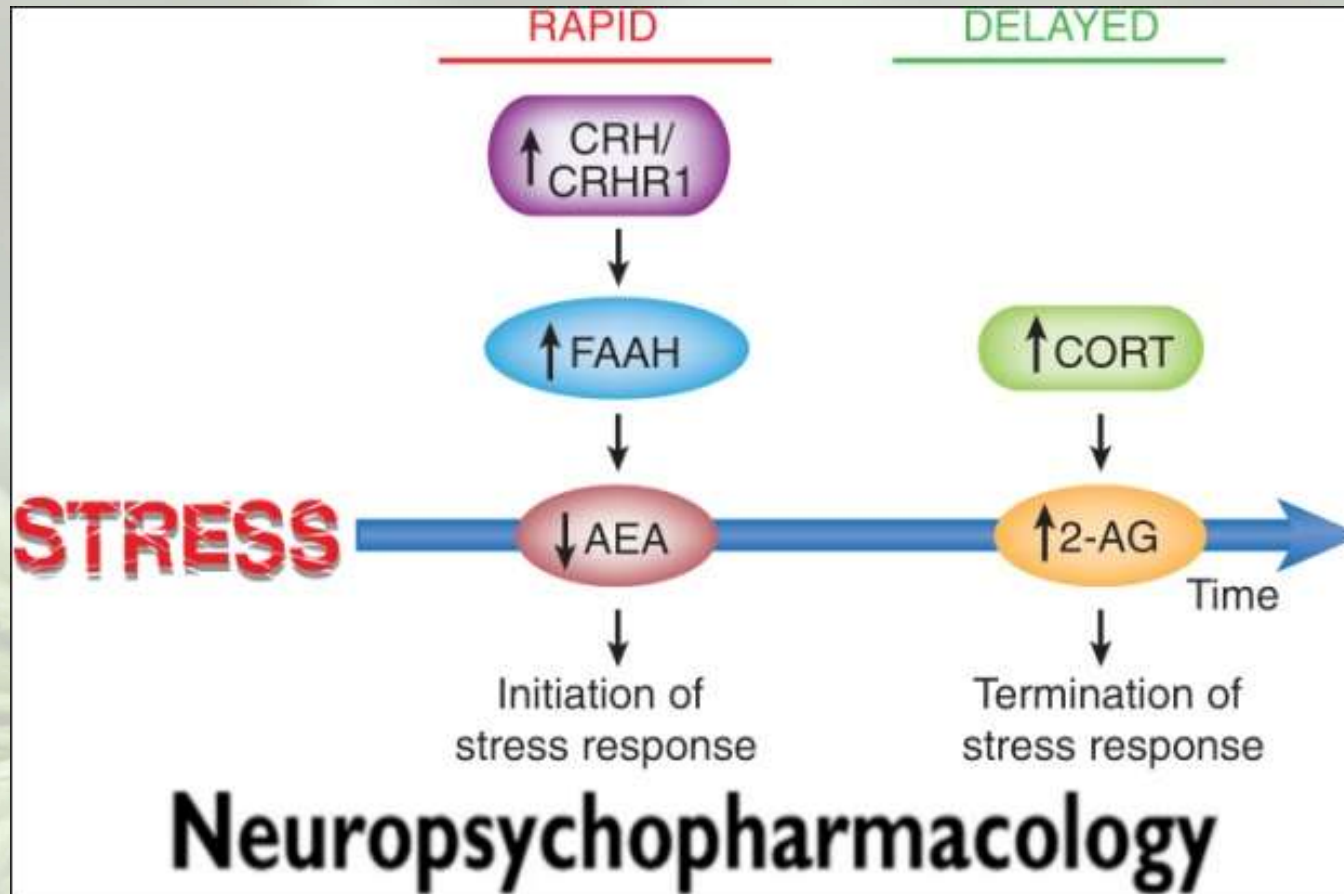 RAPID
DELAYED
↑ CRH/
CRHR1
↑ FAAH
↑ CORT
STRESS
↓ AEA
↑ 2-AG
Time
Initiation of
stress response
Termination of
stress response
Neuropsychopharmacology